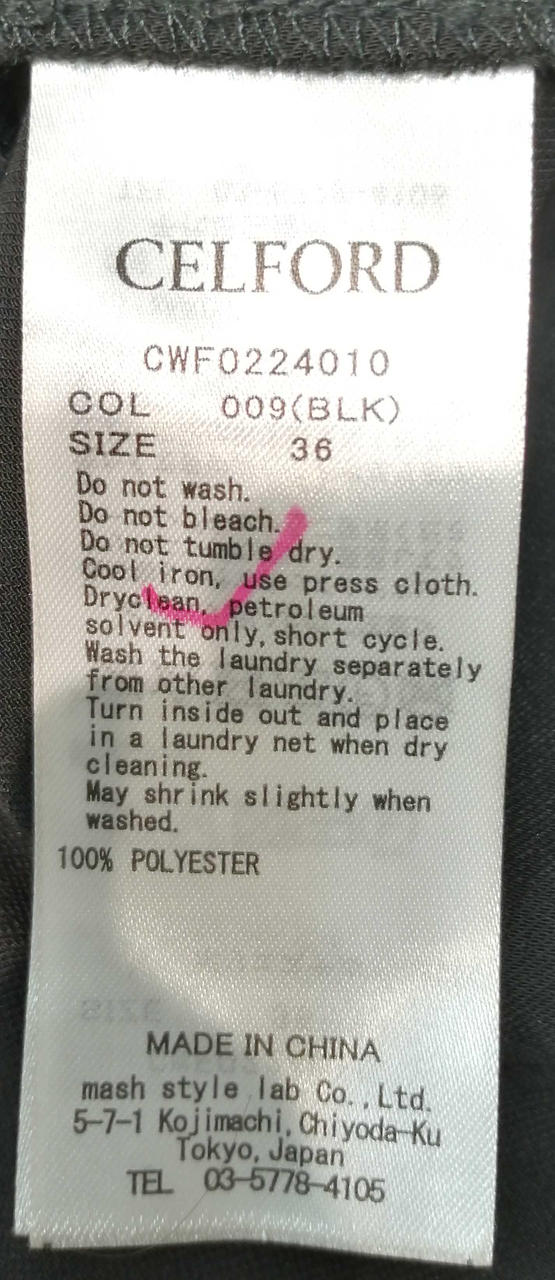 CELFORD
CWF0224010
COL 009(BLK)
SIZE 36
Do not wash.
Do not bleach.
Do not tumble dry.
Cool iron, use press cloth.
Dryclean, petroleum
solvent only, short cycle.
Wash the laundry separately
from other laundry.
Turn inside out and place
in a laundry net when dry
cleaning.
May shrink slightly when
washed.
100% POLYESTER
MADE IN CHINA
mash style lab Co.,Ltd.
5-7-1 Kojimachi, Chiyoda-Ku
Tokyo, Japan
TEL 03-5778-4105